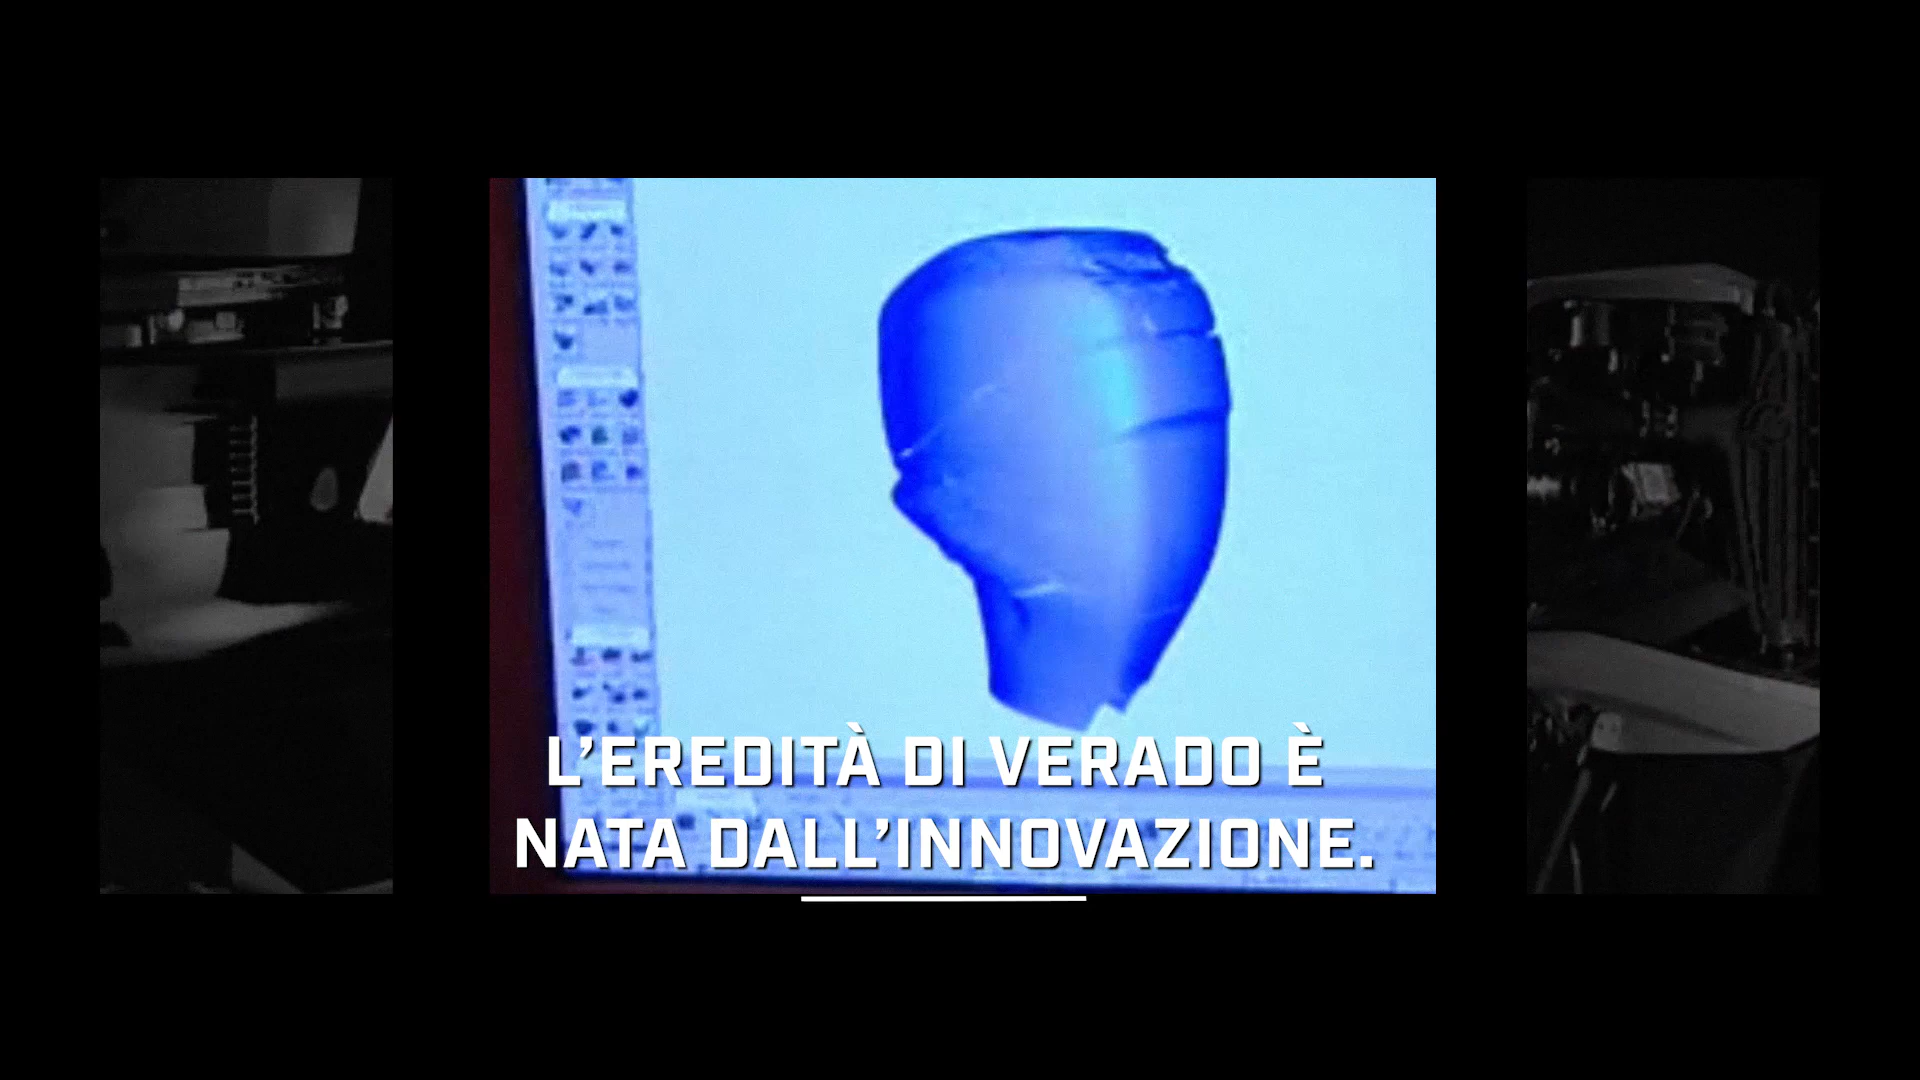 L’EREDITÀ DI VERADO È
NATA DALL’INNOVAZIONE.